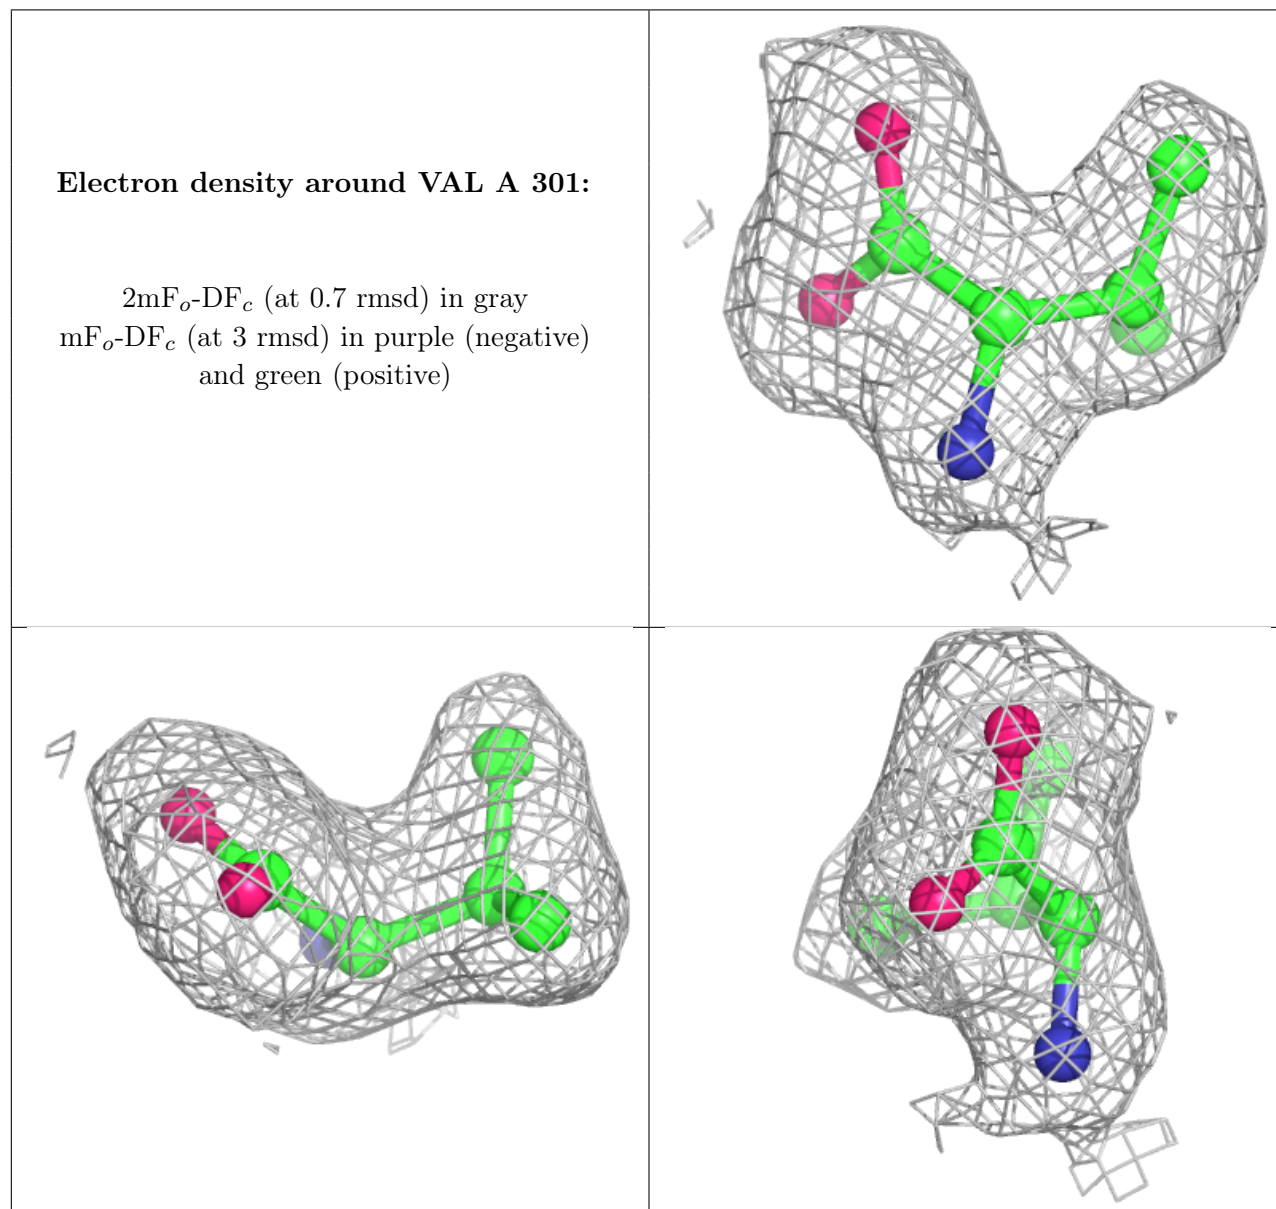 Electron density around VAL A 301:
2mFo-DFc (at 0.7 rmsd) in gray
mFo-DFc (at 3 rmsd) in purple (negative)
and green (positive)